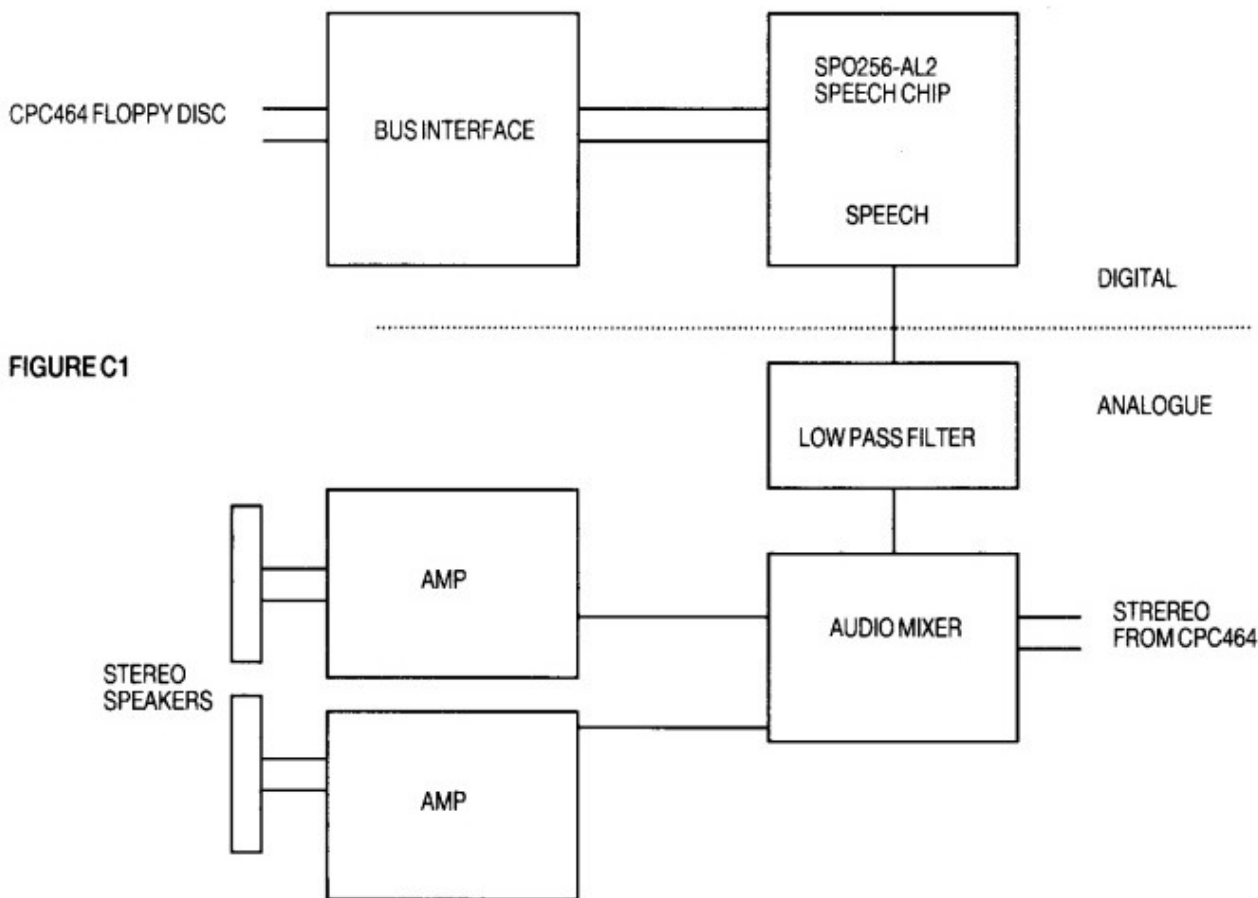 CPC464 FLOPPY DISC
BUS INTERFACE
SPO256-AL2
SPEECH CHIP
SPEECH
DIGITAL
FIGURE C1
ANALOGUE
LOW PASS FILTER
AMP
AUDIO MIXER
STREREO
FROM CPC464
STEREO
SPEAKERS
AMP